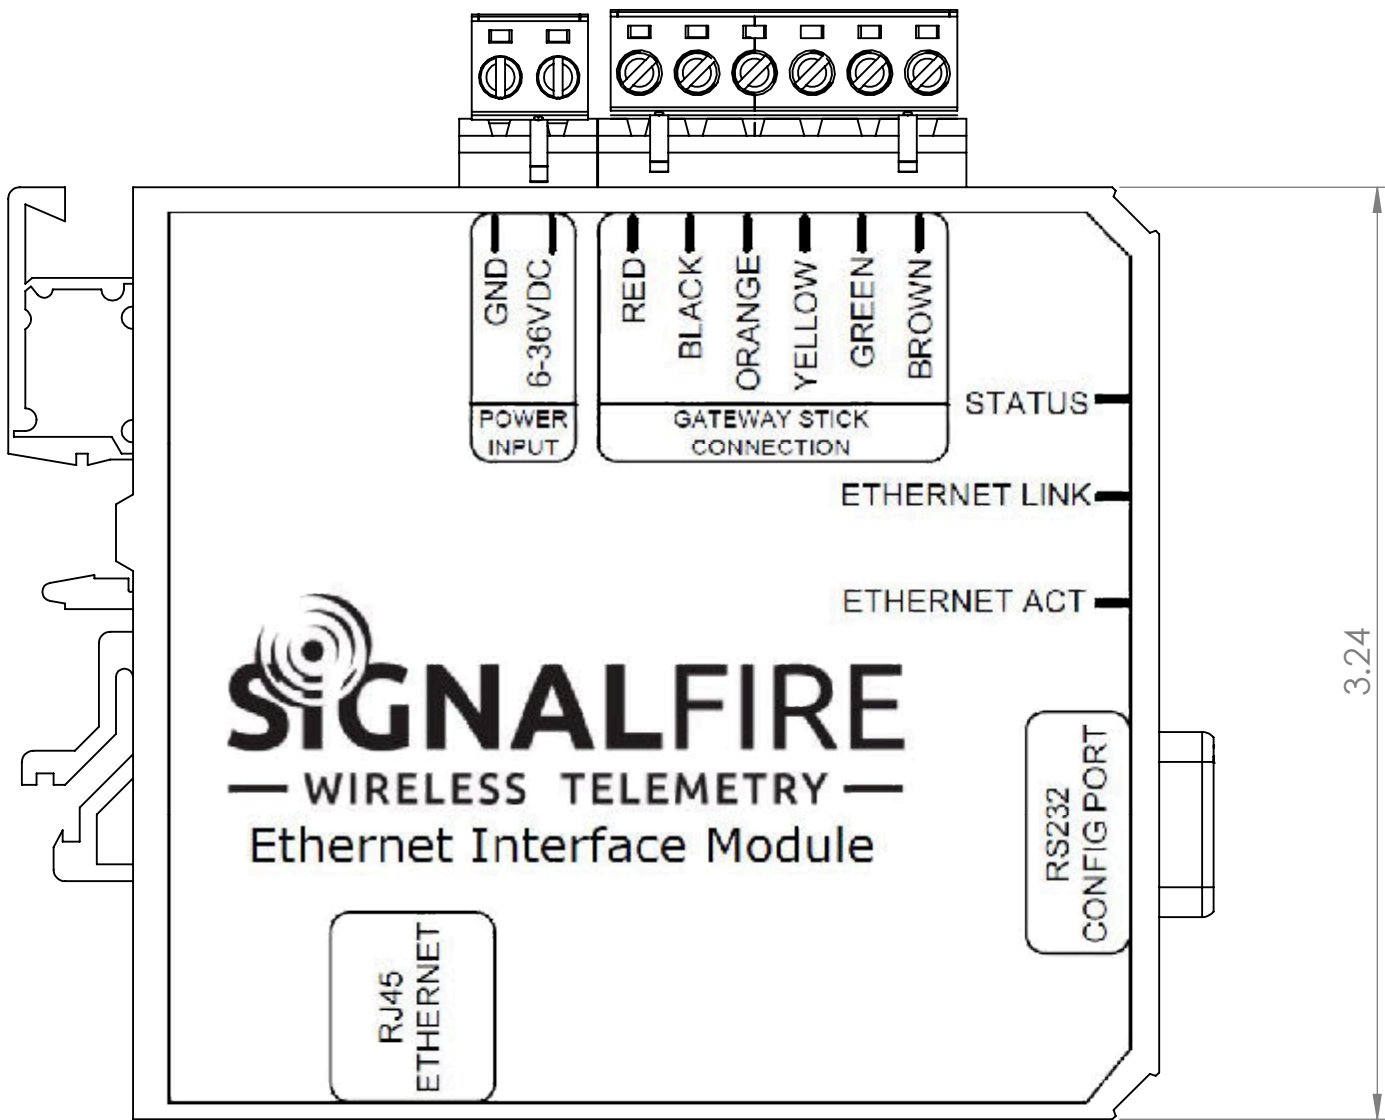 GND
6-36VDC
POWER
INPUT
RED
BLACK
ORANGE
YELLOW
GREEN
BROWN
GATEWAY STICK
CONNECTION
STATUS
ETHERNET LINK
ETHERNET ACT
3.24
SIGNALFIRE
WIRELESS TELEMETRY
Ethernet Interface Module
RS232
CONFIG PORT
RJ45
ETHERNET